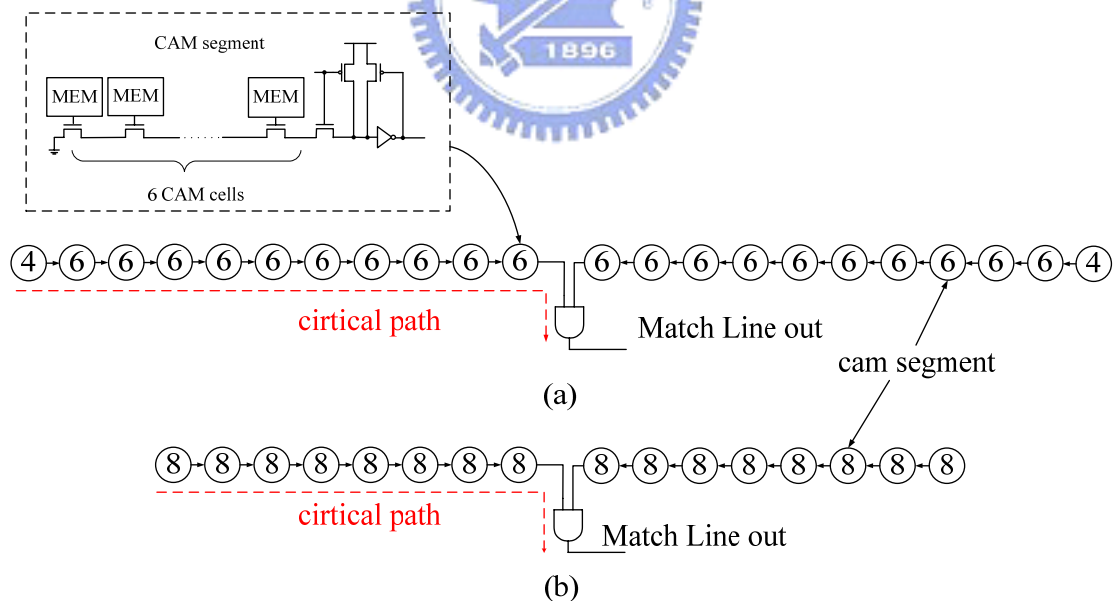 1896
CAM segment
MEM MEM MEM
6 CAM cells
4 6 6 6 6 6 6 6 6 6 6 6 6 6 6 6 6 6 6 6 6 4
cirtical path
Match Line out
cam segment
(a)
8 8 8 8 8 8 8 8 8 8 8 8 8 8 8 8
cirtical path
Match Line out
(b)